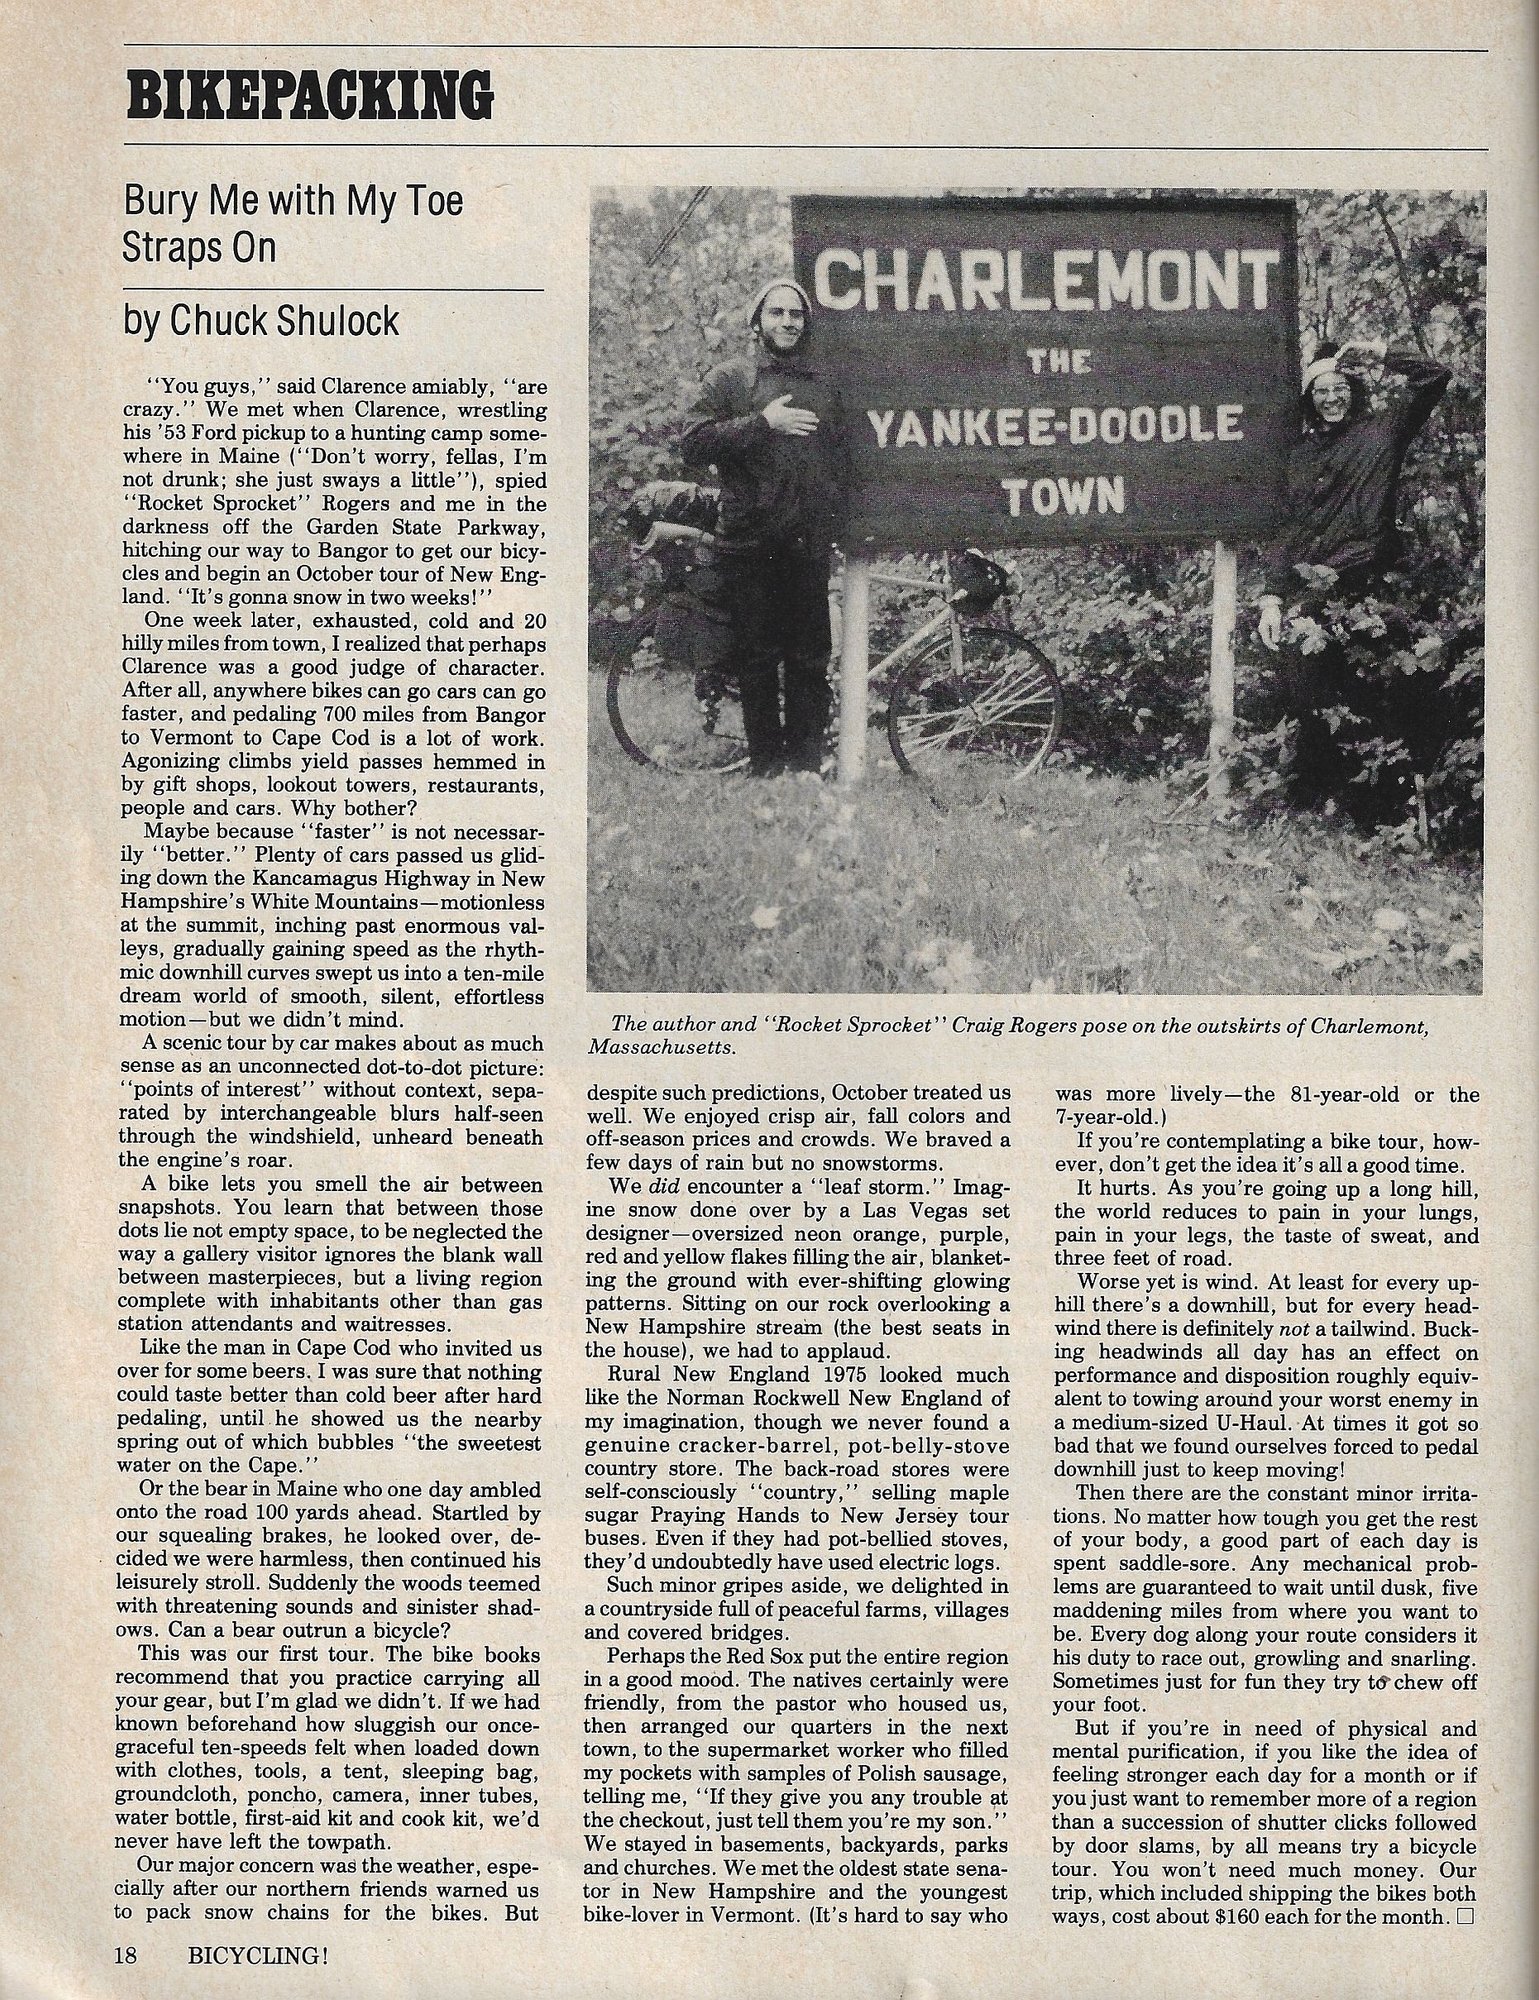 BIKEPACKING
Bury Me with My Toe
Straps On
by Chuck Shulock
"You guys," said Clarence amiably, "are
crazy." We met when Clarence, wrestling
his '53 Ford pickup to a hunting camp some-
where in Maine ("Don't worry, fellas, I'm
not drunk; she just sways a little"), spied
"Rocket Sprocket" Rogers and me in the
darkness off the Garden State Parkway,
hitching our way to Bangor to get our bicy-
cles and begin an October tour of New Eng-
land. "It's gonna snow in two weeks!"
One week later, exhausted, cold and 20
hilly miles from town, I realized that perhaps
Clarence was a good judge of character.
After all, anywhere bikes can go cars can go
faster, and pedaling 700 miles from Bangor
to Vermont to Cape Cod is a lot of work.
Agonizing climbs yield passes hemmed in
by gift shops, lookout towers, restaurants,
people and cars. Why bother?
Maybe because "faster" is not necessar-
ily "better." Plenty of cars passed us glid-
ing down the Kancamagus Highway in New
Hampshire's White Mountains—motionless
at the summit, inching past enormous val-
leys, gradually gaining speed as the rhyth-
mic downhill curves swept us into a ten-mile
dream world of smooth, silent, effortless
motion—but we didn't mind.
A scenic tour by car makes about as much
sense as an unconnected dot-to-dot picture:
"points of interest" without context, sepa-
rated by interchangeable blurs half-seen
through the windshield, unheard beneath
the engine's roar.
A bike lets you smell the air between
snapshots. You learn that between those
dots lie not empty space, to be neglected the
way a gallery visitor ignores the blank wall
between masterpieces, but a living region
complete with inhabitants other than gas
station attendants and waitresses.
Like the man in Cape Cod who invited us
over for some beers. I was sure that nothing
could taste better than cold beer after hard
pedaling, until he showed us the nearby
spring out of which bubbles "the sweetest
water on the Cape."
Or the bear in Maine who one day ambled
onto the road 100 yards ahead. Startled by
our squealing brakes, he looked over, de-
cided we were harmless, then continued his
leisurely stroll. Suddenly the woods teemed
with threatening sounds and sinister shad-
ows. Can a bear outrun a bicycle?
This was our first tour. The bike books
recommend that you practice carrying all
your gear, but I'm glad we didn't. If we had
known beforehand how sluggish our once-
graceful ten-speeds felt when loaded down
with clothes, tools, a tent, sleeping bag,
groundcloth, poncho, camera, inner tubes,
water bottle, first-aid kit and cook kit, we'd
never have left the towpath.
Our major concern was the weather, espe-
cially after our northern friends warned us
to pack snow chains for the bikes. But
CHARLEMONT
THE
YANKEE-DOODLE
TOWN
The author and "Rocket Sprocket" Craig Rogers pose on the outskirts of Charlemont,
Massachusetts.
despite such predictions, October treated us
well. We enjoyed crisp air, fall colors and
off-season prices and crowds. We braved a
few days of rain but no snowstorms.
We did encounter a "leaf storm." Imag-
ine snow done over by a Las Vegas set
designer—oversized neon orange, purple,
red and yellow flakes filling the air, blanket-
ing the ground with ever-shifting glowing
patterns. Sitting on our rock overlooking a
New Hampshire stream (the best seats in
the house), we had to applaud.
Rural New England 1975 looked much
like the Norman Rockwell New England of
my imagination, though we never found a
genuine cracker-barrel, pot-belly-stove
country store. The back-road stores were
self-consciously "country," selling maple
sugar Praying Hands to New Jersey tour
buses. Even if they had pot-bellied stoves,
they'd undoubtedly have used electric logs.
Such minor gripes aside, we delighted in
a countryside full of peaceful farms, villages
and covered bridges.
Perhaps the Red Sox put the entire region
in a good mood. The natives certainly were
friendly, from the pastor who housed us,
then arranged our quarters in the next
town, to the supermarket worker who filled
my pockets with samples of Polish sausage,
telling me, "If they give you any trouble at
the checkout, just tell them you're my son."
We stayed in basements, backyards, parks
and churches. We met the oldest state sena-
tor in New Hampshire and the youngest
bike-lover in Vermont. (It's hard to say who
was more lively—the 81-year-old or the
7-year-old.)
If you're contemplating a bike tour, how-
ever, don't get the idea it's all a good time.
It hurts. As you're going up a long hill,
the world reduces to pain in your lungs,
pain in your legs, the taste of sweat, and
three feet of road.
Worse yet is wind. At least for every up-
hill there's a downhill, but for every head-
wind there is definitely not a tailwind. Buck-
ing headwinds all day has an effect on
performance and disposition roughly equiv-
alent to towing around your worst enemy in
a medium-sized U-Haul. At times it got so
bad that we found ourselves forced to pedal
downhill just to keep moving!
Then there are the constant minor irrita-
tions. No matter how tough you get the rest
of your body, a good part of each day is
spent saddle-sore. Any mechanical prob-
lems are guaranteed to wait until dusk, five
maddening miles from where you want to
be. Every dog along your route considers it
his duty to race out, growling and snarling.
Sometimes just for fun they try to chew off
your foot.
But if you're in need of physical and
mental purification, if you like the idea of
feeling stronger each day for a month or if
you just want to remember more of a region
than a succession of shutter clicks followed
by door slams, by all means try a bicycle
tour. You won't need much money. Our
trip, which included shipping the bikes both
ways, cost about $160 each for the month. □
18 BICYCLING!